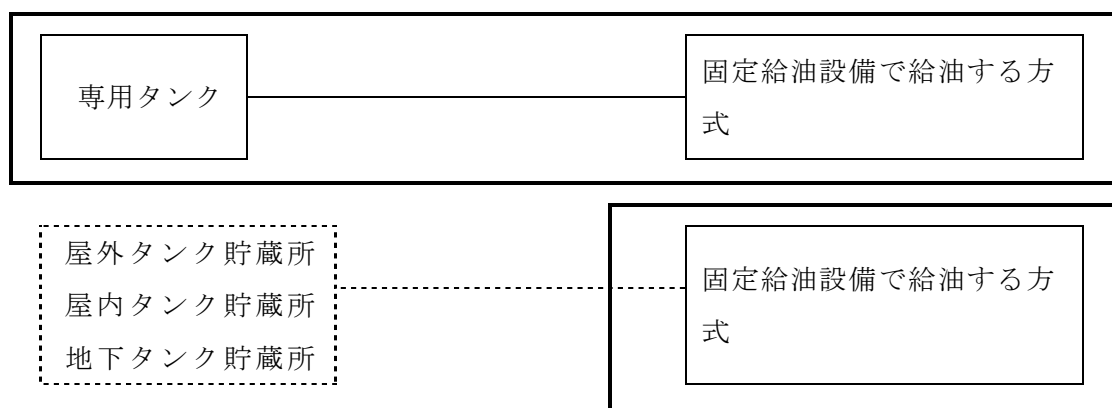 専用タンク
固定給油設備で給油する方
式
屋外タンク貯蔵所
屋内タンク貯蔵所
地下タンク貯蔵所
固定給油設備で給油する方
式